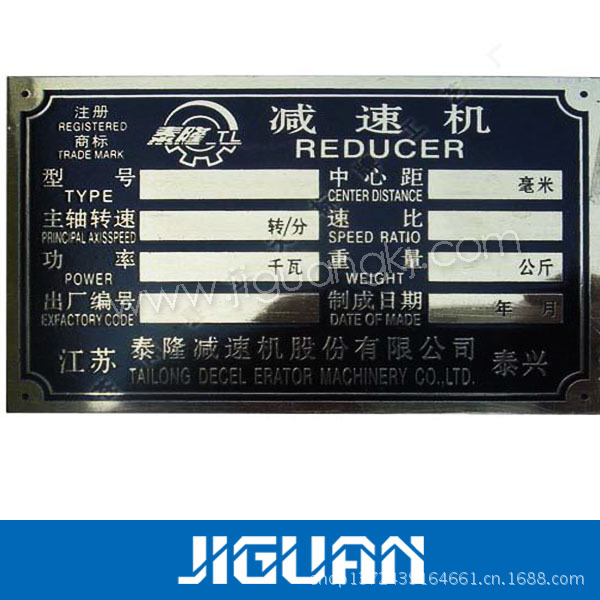 注册
REGISTERED
商标
TRADE MARK
泰隆 TL
减速机
REDUCER
型号
TYPE
中心距 毫米
CENTER DISTANCE
主轴转速 转/分
PRINCIPAL AXISSPEED
速比
SPEED RATIO
功率 千瓦
POWER
重量 公斤
WEIGHT
出厂编号
EXFACTORY CODE
制成日期 年 月
DATE OF MADE
江苏 泰隆减速机股份有限公司 泰兴
TAILONG DECEL ERATOR MACHINERY CO.,LTD.
www.jiguangkj.com
JIGUAN
shop1372439164661.cn.1688.com